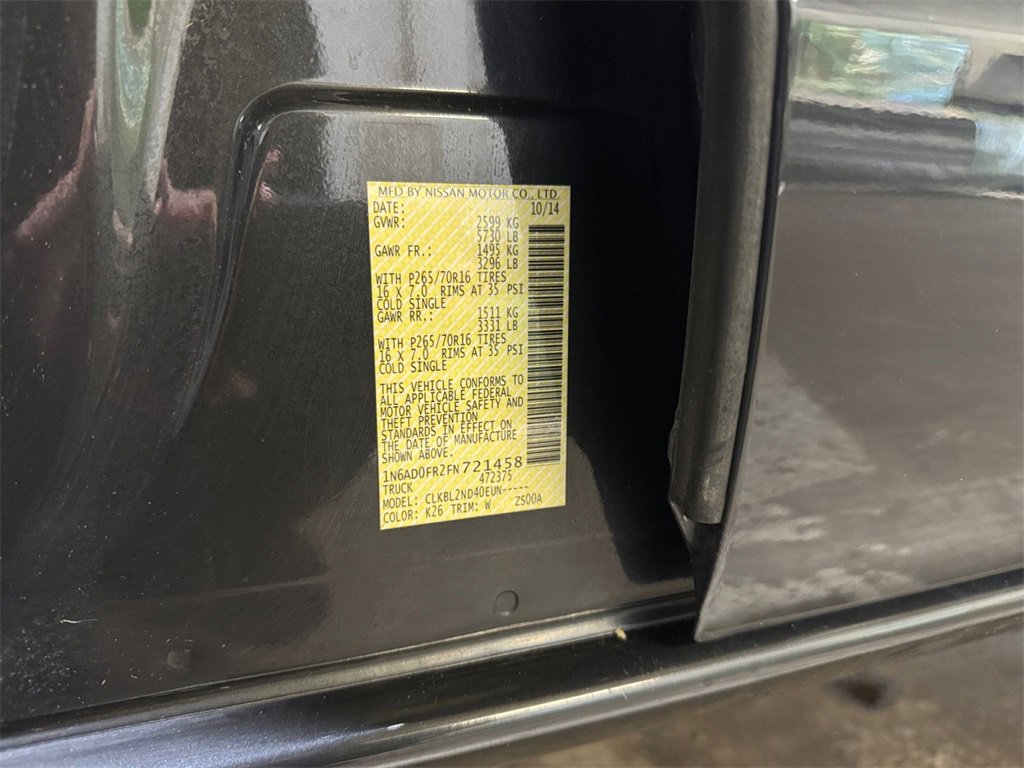 MFD BY NISSAN MOTOR CO., LTD
DATE: 10/14
GVWR: 2599 KG
5730 LB
GAWR FR.: 1495 KG
3296 LB
WITH P265/70R16 TIRES
16 X 7.0 RIMS AT 35 PSI
COLD SINGLE
GAWR RR.: 1511 KG
3331 LB
WITH P265/70R16 TIRES
16 X 7.0 RIMS AT 35 PSI
COLD SINGLE
THIS VEHICLE CONFORMS TO
ALL APPLICABLE FEDERAL
MOTOR VEHICLE SAFETY AND
THEFT PREVENTION
STANDARDS IN EFFECT ON
THE DATE OF MANUFACTURE
SHOWN ABOVE.
1N6AD0FR2FN721458
TRUCK 472375
MODEL: CLKBL2ND40EUN-----
COLOR: K26 TRIM: W ZS00A